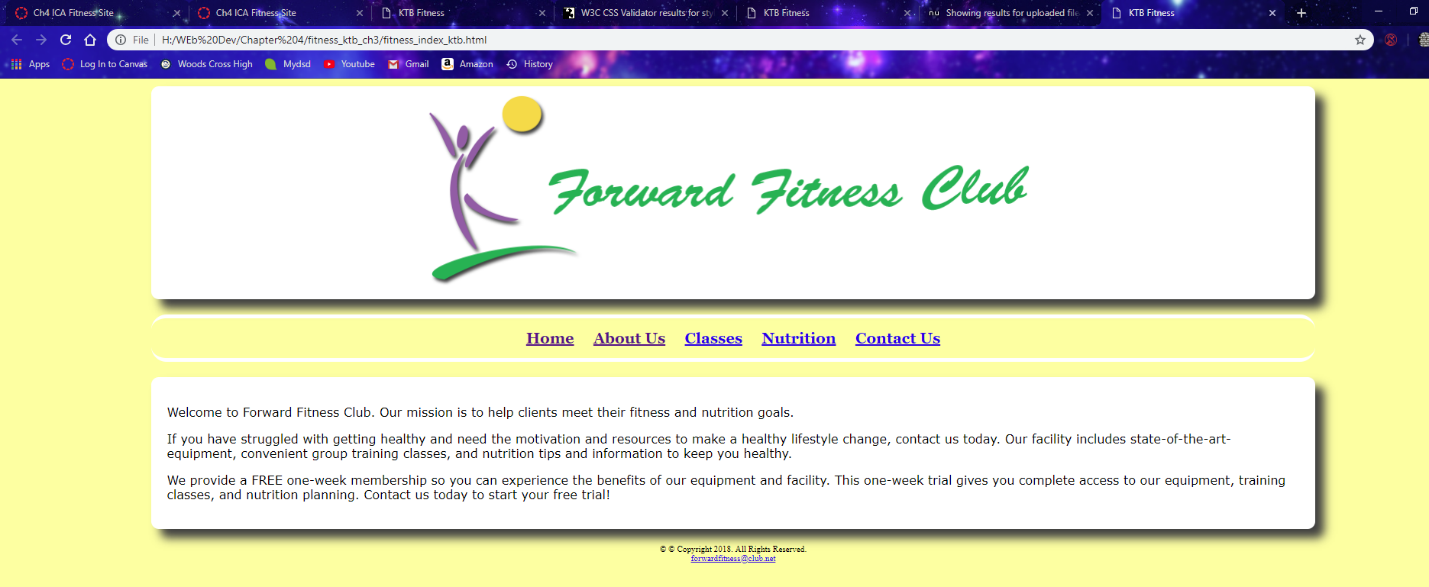 Ch4 ICA Fitness Site
Ch4 ICA Fitness Site
KTB Fitness
W3C CSS Validator results for sty
KTB Fitness
nu Showing results for uploaded file
KTB Fitness
File | H:/WEb%20Dev/Chapter%204/fitness_ktb_ch3/fitness_index_ktb.html
Apps Log In to Canvas Woods Cross High Mydsd Youtube Gmail a Amazon History
Forward Fitness Club
Home About Us Classes Nutrition Contact Us
Welcome to Forward Fitness Club. Our mission is to help clients meet their fitness and nutrition goals.
If you have struggled with getting healthy and need the motivation and resources to make a healthy lifestyle change, contact us today. Our facility includes state-of-the-art-
equipment, convenient group training classes, and nutrition tips and information to keep you healthy.
We provide a FREE one-week membership so you can experience the benefits of our equipment and facility. This one-week trial gives you complete access to our equipment, training
classes, and nutrition planning. Contact us today to start your free trial!
© © Copyright 2018. All Rights Reserved.
forwardfitness@club.net